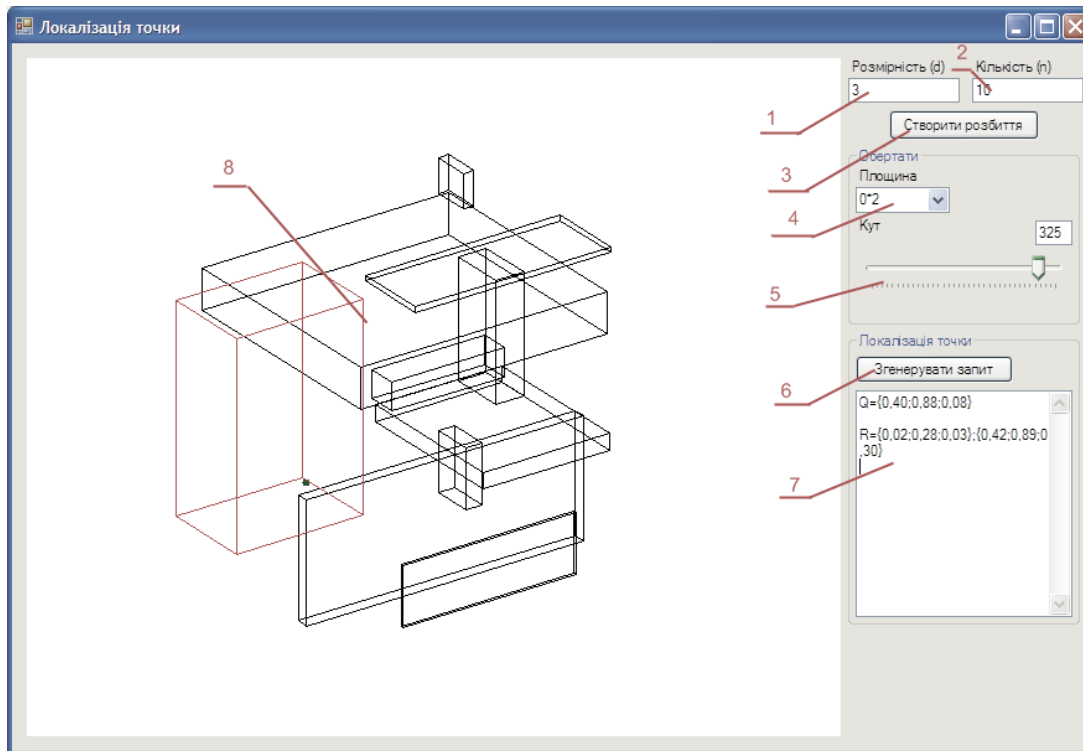 Локалізація точки
Розмірність (d)
2
Кількість (n)
3
10
1
Створити розбиття
3
Обертати
Площина
0*2
4
Кут
325
5
Локалізація точки
Згенерувати запит
6
Q={0,40;0,88;0,08}
R={0,02;0,28;0,03}:{0,42;0,89;0
,30}
7
8